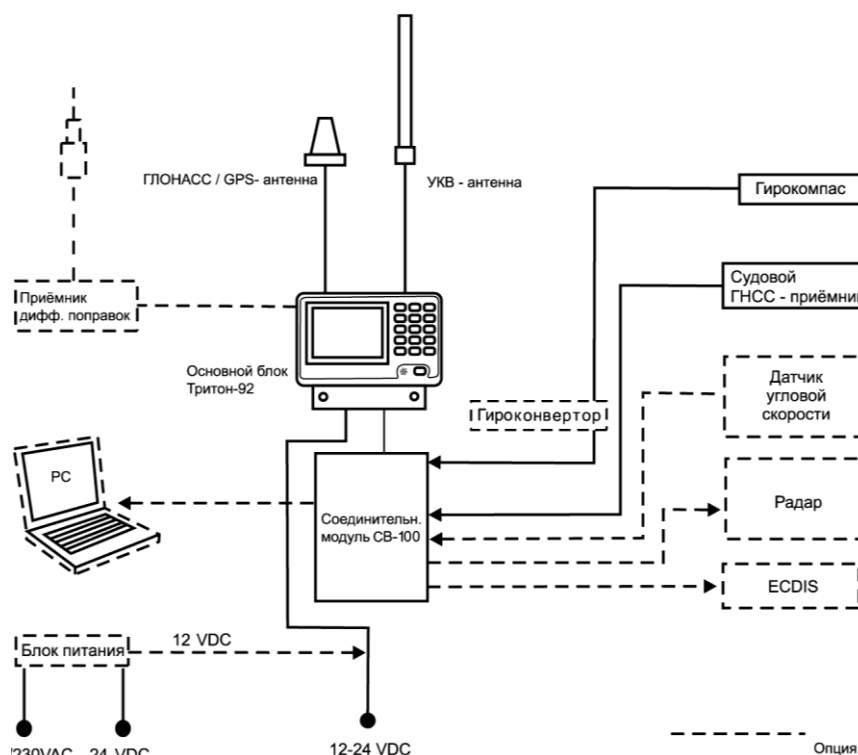 ГЛОНАСС / GPS- антенна
УКВ - антенна
Гирокомпас
Судовой
ГНСС - приёмник
Приёмник
дифф. поправок
Основной блок
Тритон-92
Датчик
угловой
скорости
Гироконвертор
PC
Соединительн.
модуль СВ-100
Радар
ECDIS
Блок питания
12 VDC
230VAC
24 VDC
12-24 VDC
Опция